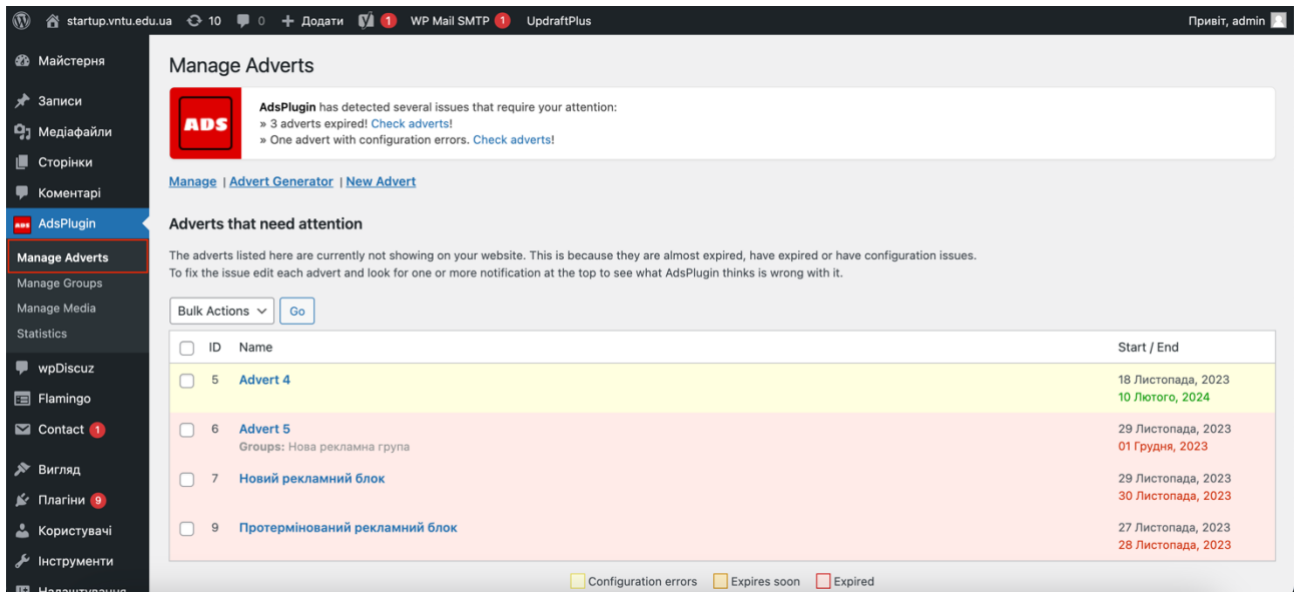 startup.vntu.edu.ua 10 0 + Додати 1 WP Mail SMTP 1 UpdraftPlus Привіт, admin
Майстерня
Записи
Медіафайли
Сторінки
Коментарі
AdsPlugin
Manage Adverts
Manage Groups
Manage Media
Statistics
wpDiscuz
Flamingo
Contact 1
Вигляд
Плагіни 9
Користувачі
Інструменти
Налаштування
Manage Adverts
ADS
AdsPlugin has detected several issues that require your attention:
» 3 adverts expired! Check adverts!
» One advert with configuration errors. Check adverts!
Manage | Advert Generator | New Advert
Adverts that need attention
The adverts listed here are currently not showing on your website. This is because they are almost expired, have expired or have configuration issues.
To fix the issue edit each advert and look for one or more notification at the top to see what AdsPlugin thinks is wrong with it.
Bulk Actions Go
ID Name Start / End
5 Advert 4 18 Листопада, 2023
10 Лютого, 2024
6 Advert 5 29 Листопада, 2023
Groups: Нова рекламна група 01 Грудня, 2023
7 Новий рекламний блок 29 Листопада, 2023
30 Листопада, 2023
9 Протермінований рекламний блок 27 Листопада, 2023
28 Листопада, 2023
Configuration errors Expires soon Expired